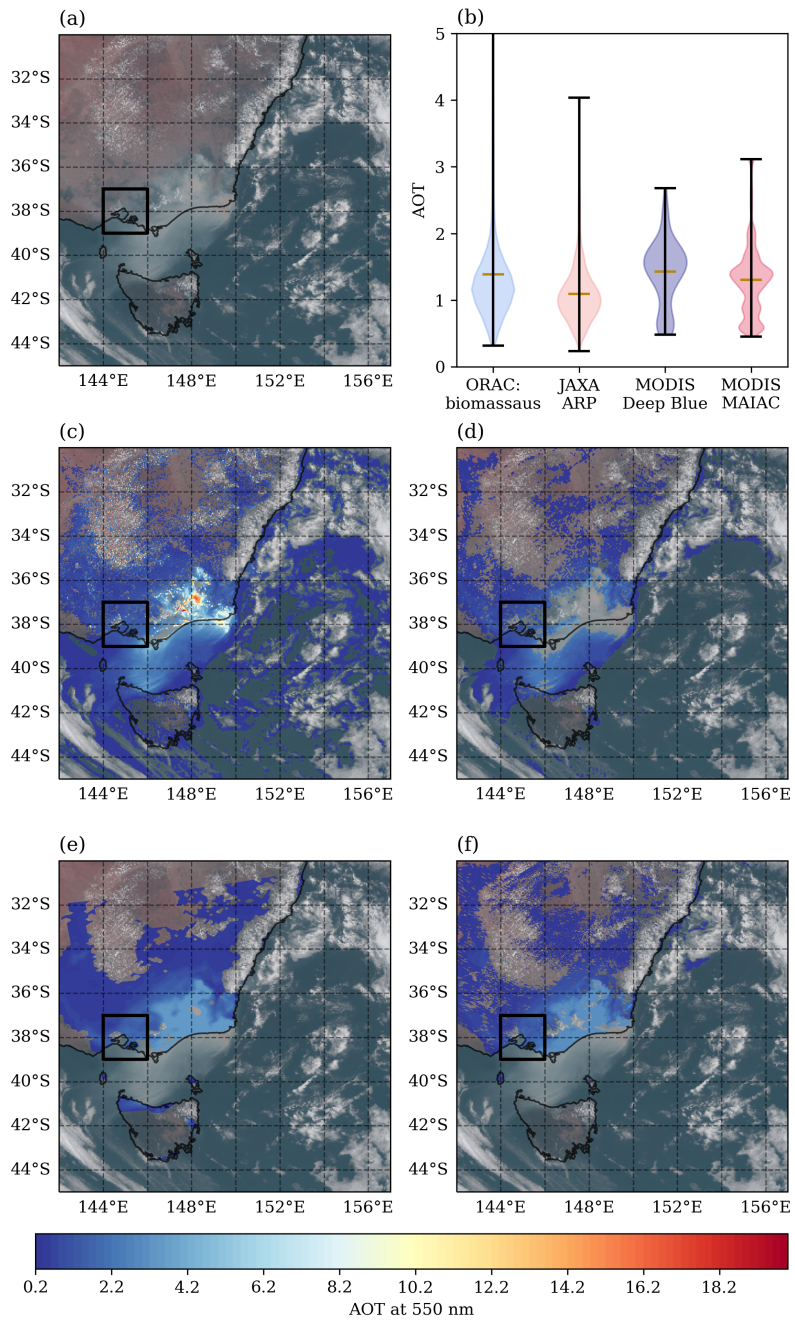 (a)
32°S
34°S
36°S
38°S
40°S
42°S
44°S
144°E 148°E 152°E 156°E
(b)
5
4
3
2
1
0
AOT
ORAC:
biomassaus
JAXA
ARP
MODIS
Deep Blue
MODIS
MAIAC
(c)
32°S
34°S
36°S
38°S
40°S
42°S
44°S
144°E 148°E 152°E 156°E
(d)
32°S
34°S
36°S
38°S
40°S
42°S
44°S
144°E 148°E 152°E 156°E
(e)
32°S
34°S
36°S
38°S
40°S
42°S
44°S
144°E 148°E 152°E 156°E
(f)
32°S
34°S
36°S
38°S
40°S
42°S
44°S
144°E 148°E 152°E 156°E
0.2 2.2 4.2 6.2 8.2 10.2 12.2 14.2 16.2 18.2
AOT at 550 nm